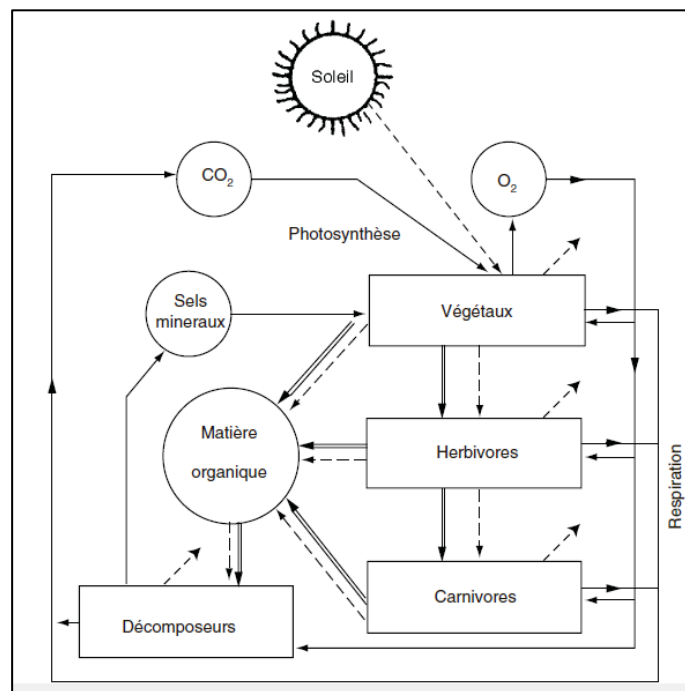 Soleil
CO2
O2
Photosynthèse
Sels
mineraux
Végétaux
Matière
organique
Herbivores
Respiration
Carnivores
Décomposeurs